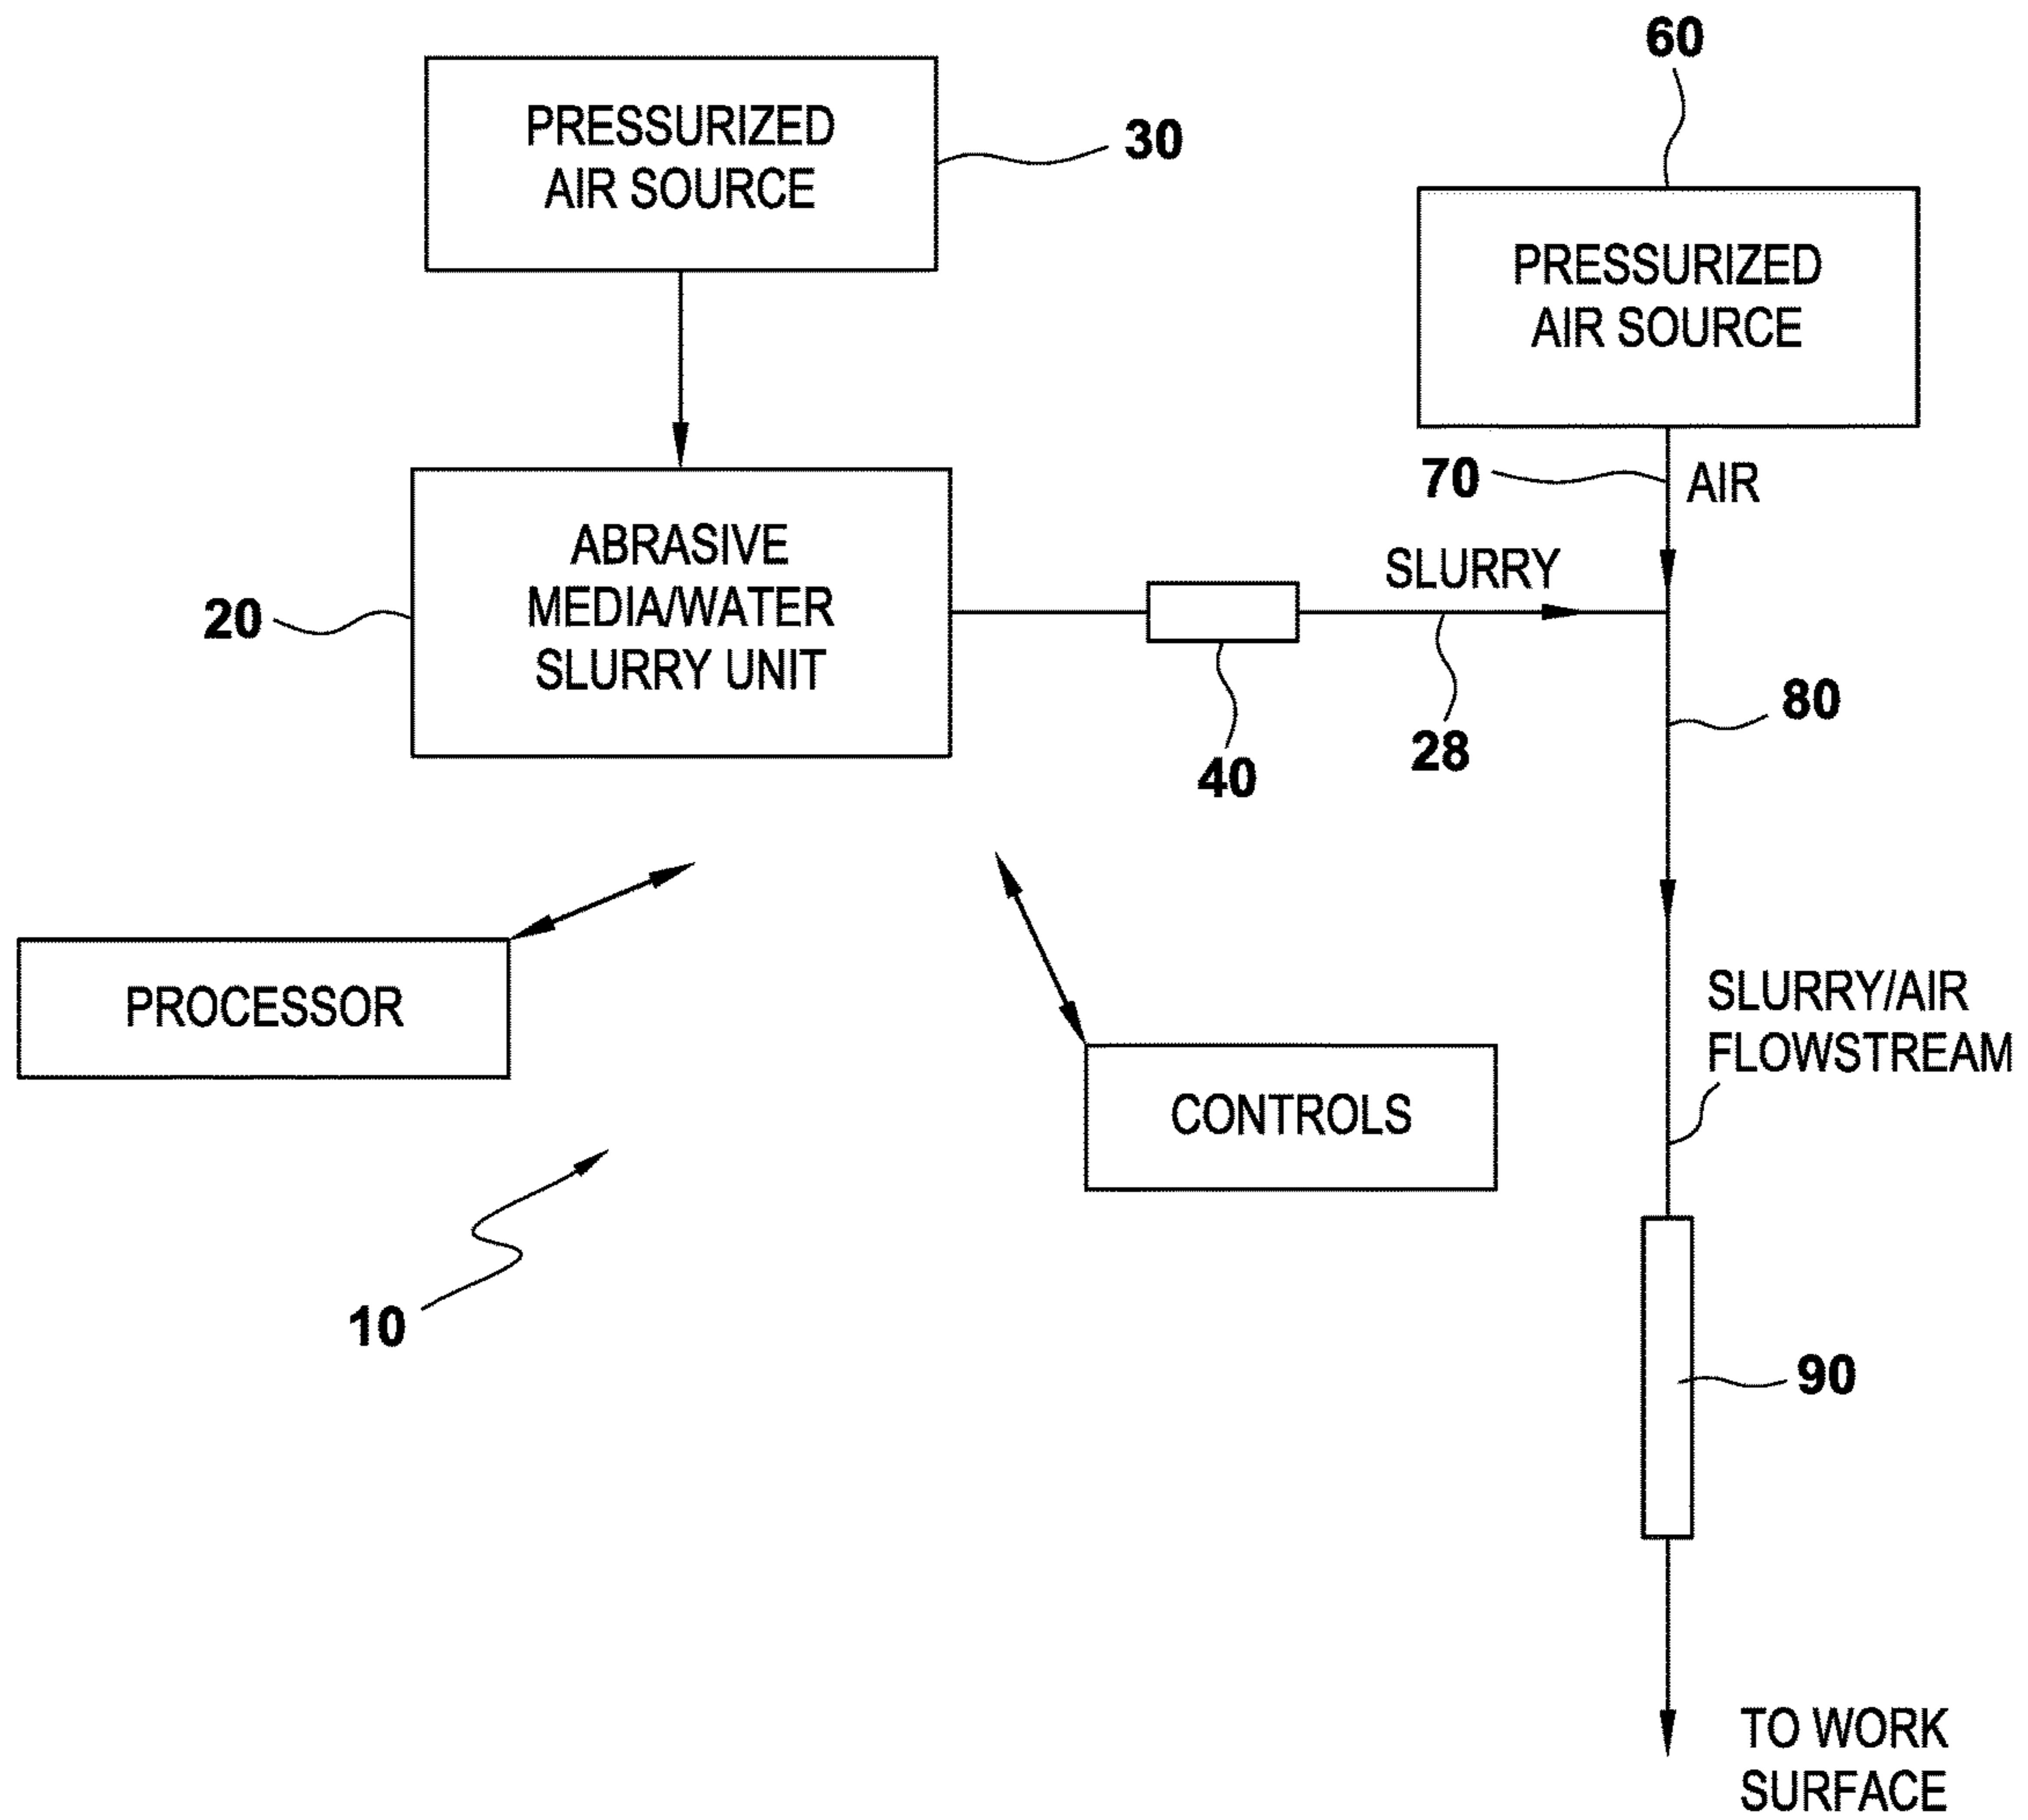 60
PRESSURIZED
AIR SOURCE
30
PRESSURIZED
AIR SOURCE
70
AIR
ABRASIVE
MEDIA/WATER
SLURRY UNIT
20
SLURRY
80
28
40
PROCESSOR
SLURRY/AIR
FLOWSTREAM
CONTROLS
10
90
TO WORK
SURFACE